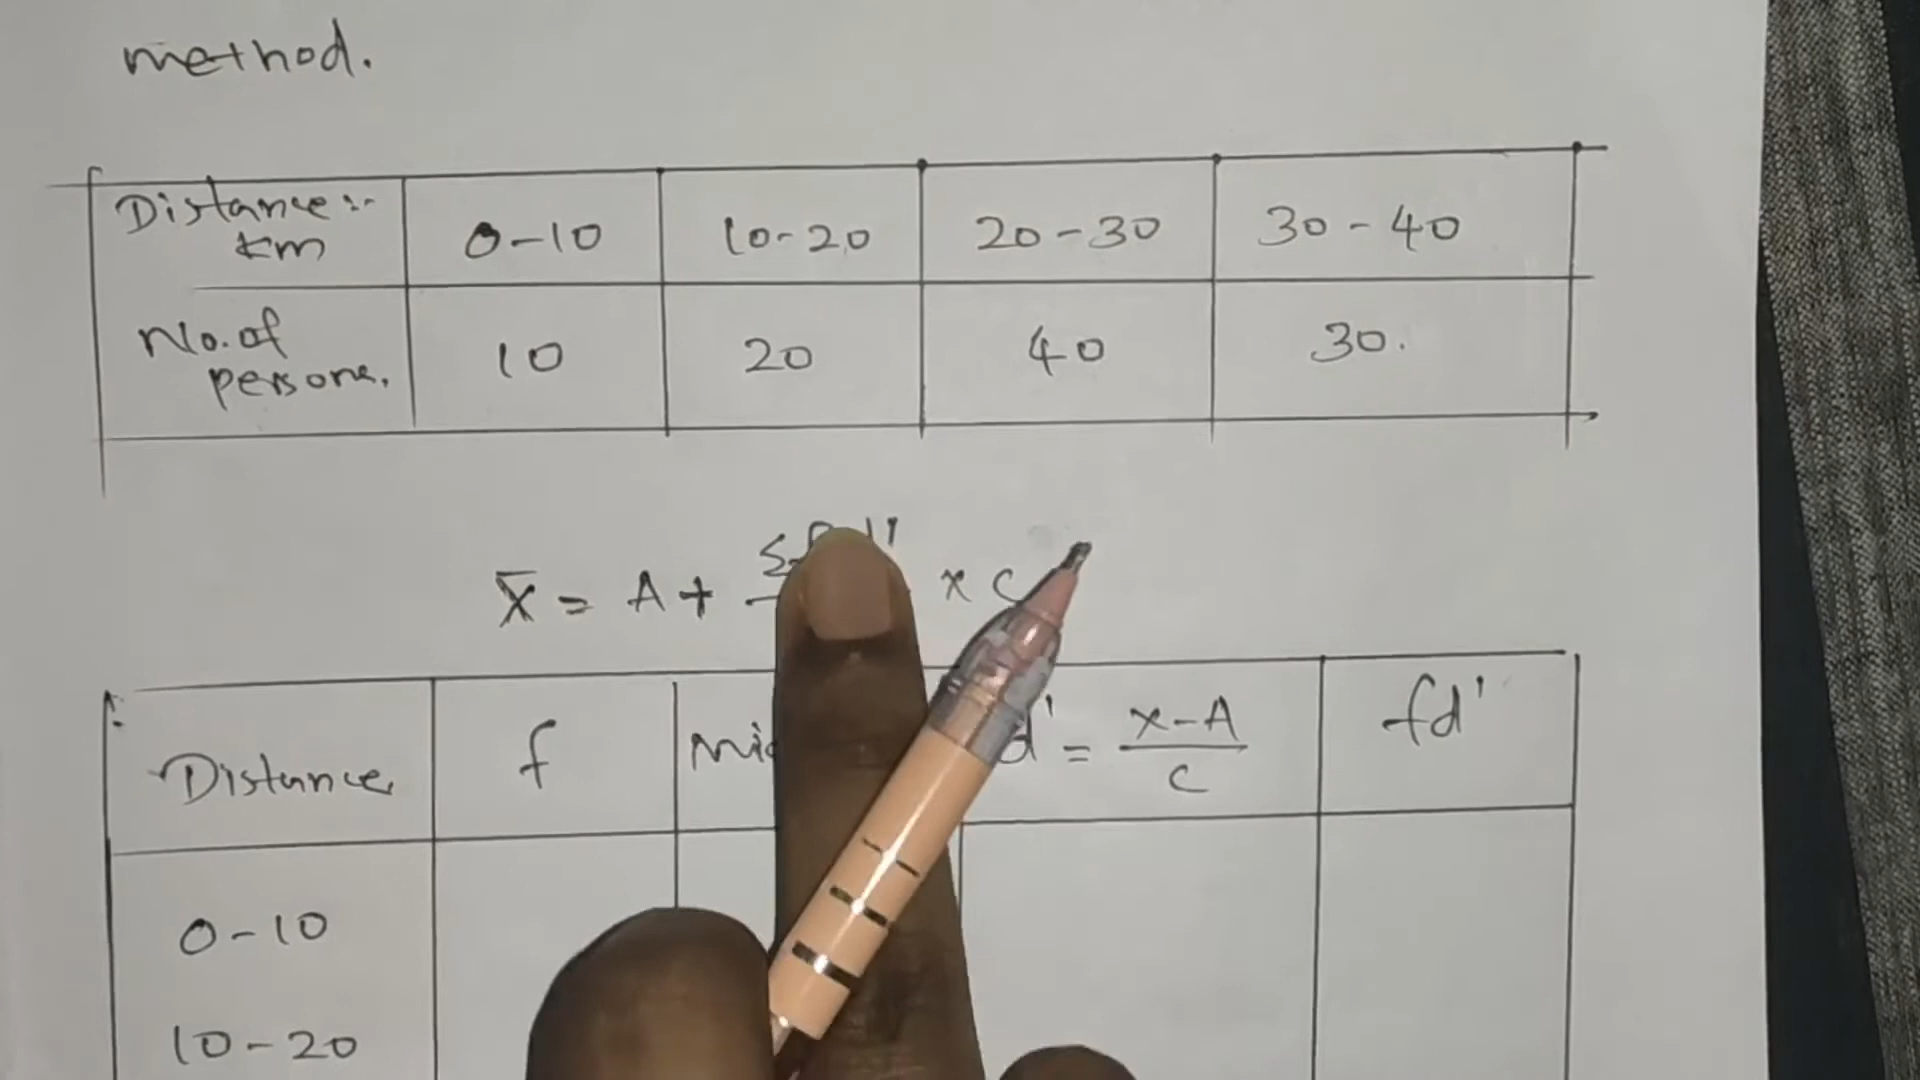 method.
Distance :- km 0-10 10-20 20-30 30-40
No. of persons. 10 20 40 30.
x̄ = A + Σ x C
Distance f d' = x-A / C fd'
0-10
10-20